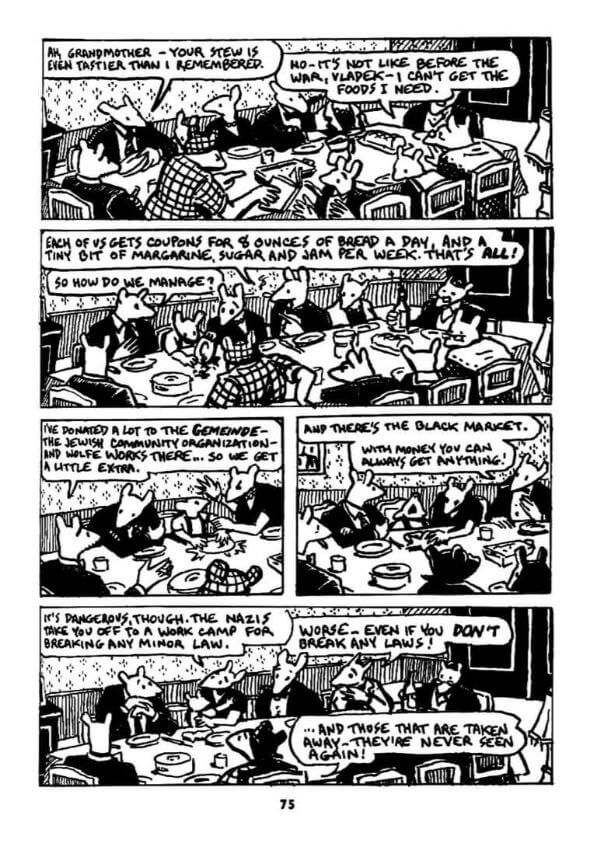 AH, GRANDMOTHER - YOUR STEW IS
EVEN TASTIER THAN I REMEMBERED.
NO-IT'S NOT LIKE BEFORE THE
WAR, VLADEK-I CAN'T GET THE
FOODS I NEED.
EACH OF US GETS COUPONS FOR 8 OUNCES OF BREAD A DAY, AND A
TINY BIT OF MARGARINE, SUGAR AND JAM PER WEEK. THAT'S ALL!
SO HOW DO WE MANAGE?
I'VE DONATED A LOT TO THE GEMEINDE-
THE JEWISH COMMUNITY ORGANIZATION-
AND WOLFE WORKS THERE... SO WE GET
A LITTLE EXTRA.
AND THERE'S THE BLACK MARKET.
WITH MONEY YOU CAN
ALWAYS GET ANYTHING.
IT'S DANGEROUS, THOUGH. THE NAZIS
TAKE YOU OFF TO A WORK CAMP FOR
BREAKING ANY MINOR LAW.
WORSE- EVEN IF YOU DON'T
BREAK ANY LAWS!
...AND THOSE THAT ARE TAKEN
AWAY-THEY'RE NEVER SEEN
AGAIN!
75